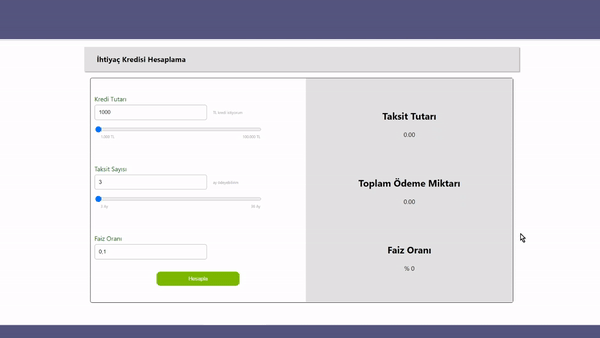 İhtiyaç Kredisi Hesaplama
Kredi Tutarı
1000
TL kredi istiyorum
1.000 TL
100.000 TL
Taksit Sayısı
3
ay taksitlendirme
3 Ay
36 Ay
Faiz Oranı
0.1
Hesapla
Taksit Tutarı
0.00
Toplam Ödeme Miktarı
0.00
Faiz Oranı
% 0